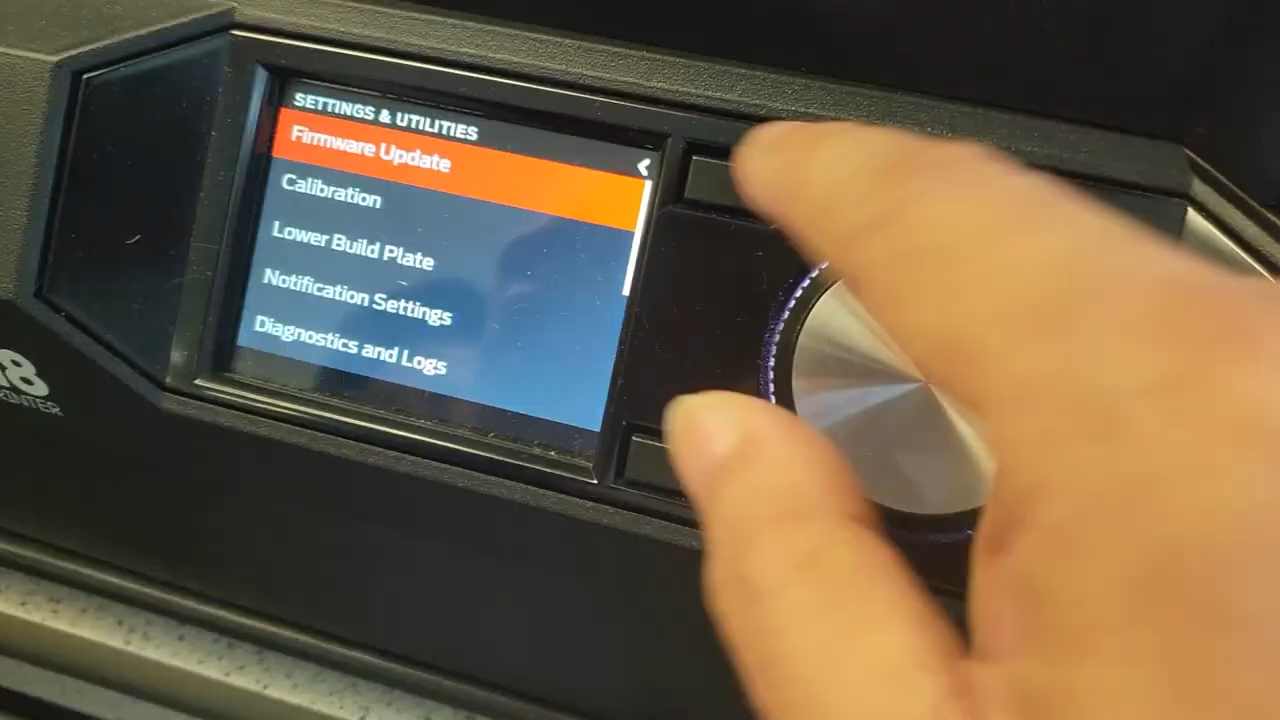 SETTINGS & UTILITIES
Firmware Update
Calibration
Lower Build Plate
Notification Settings
Diagnostics and Logs